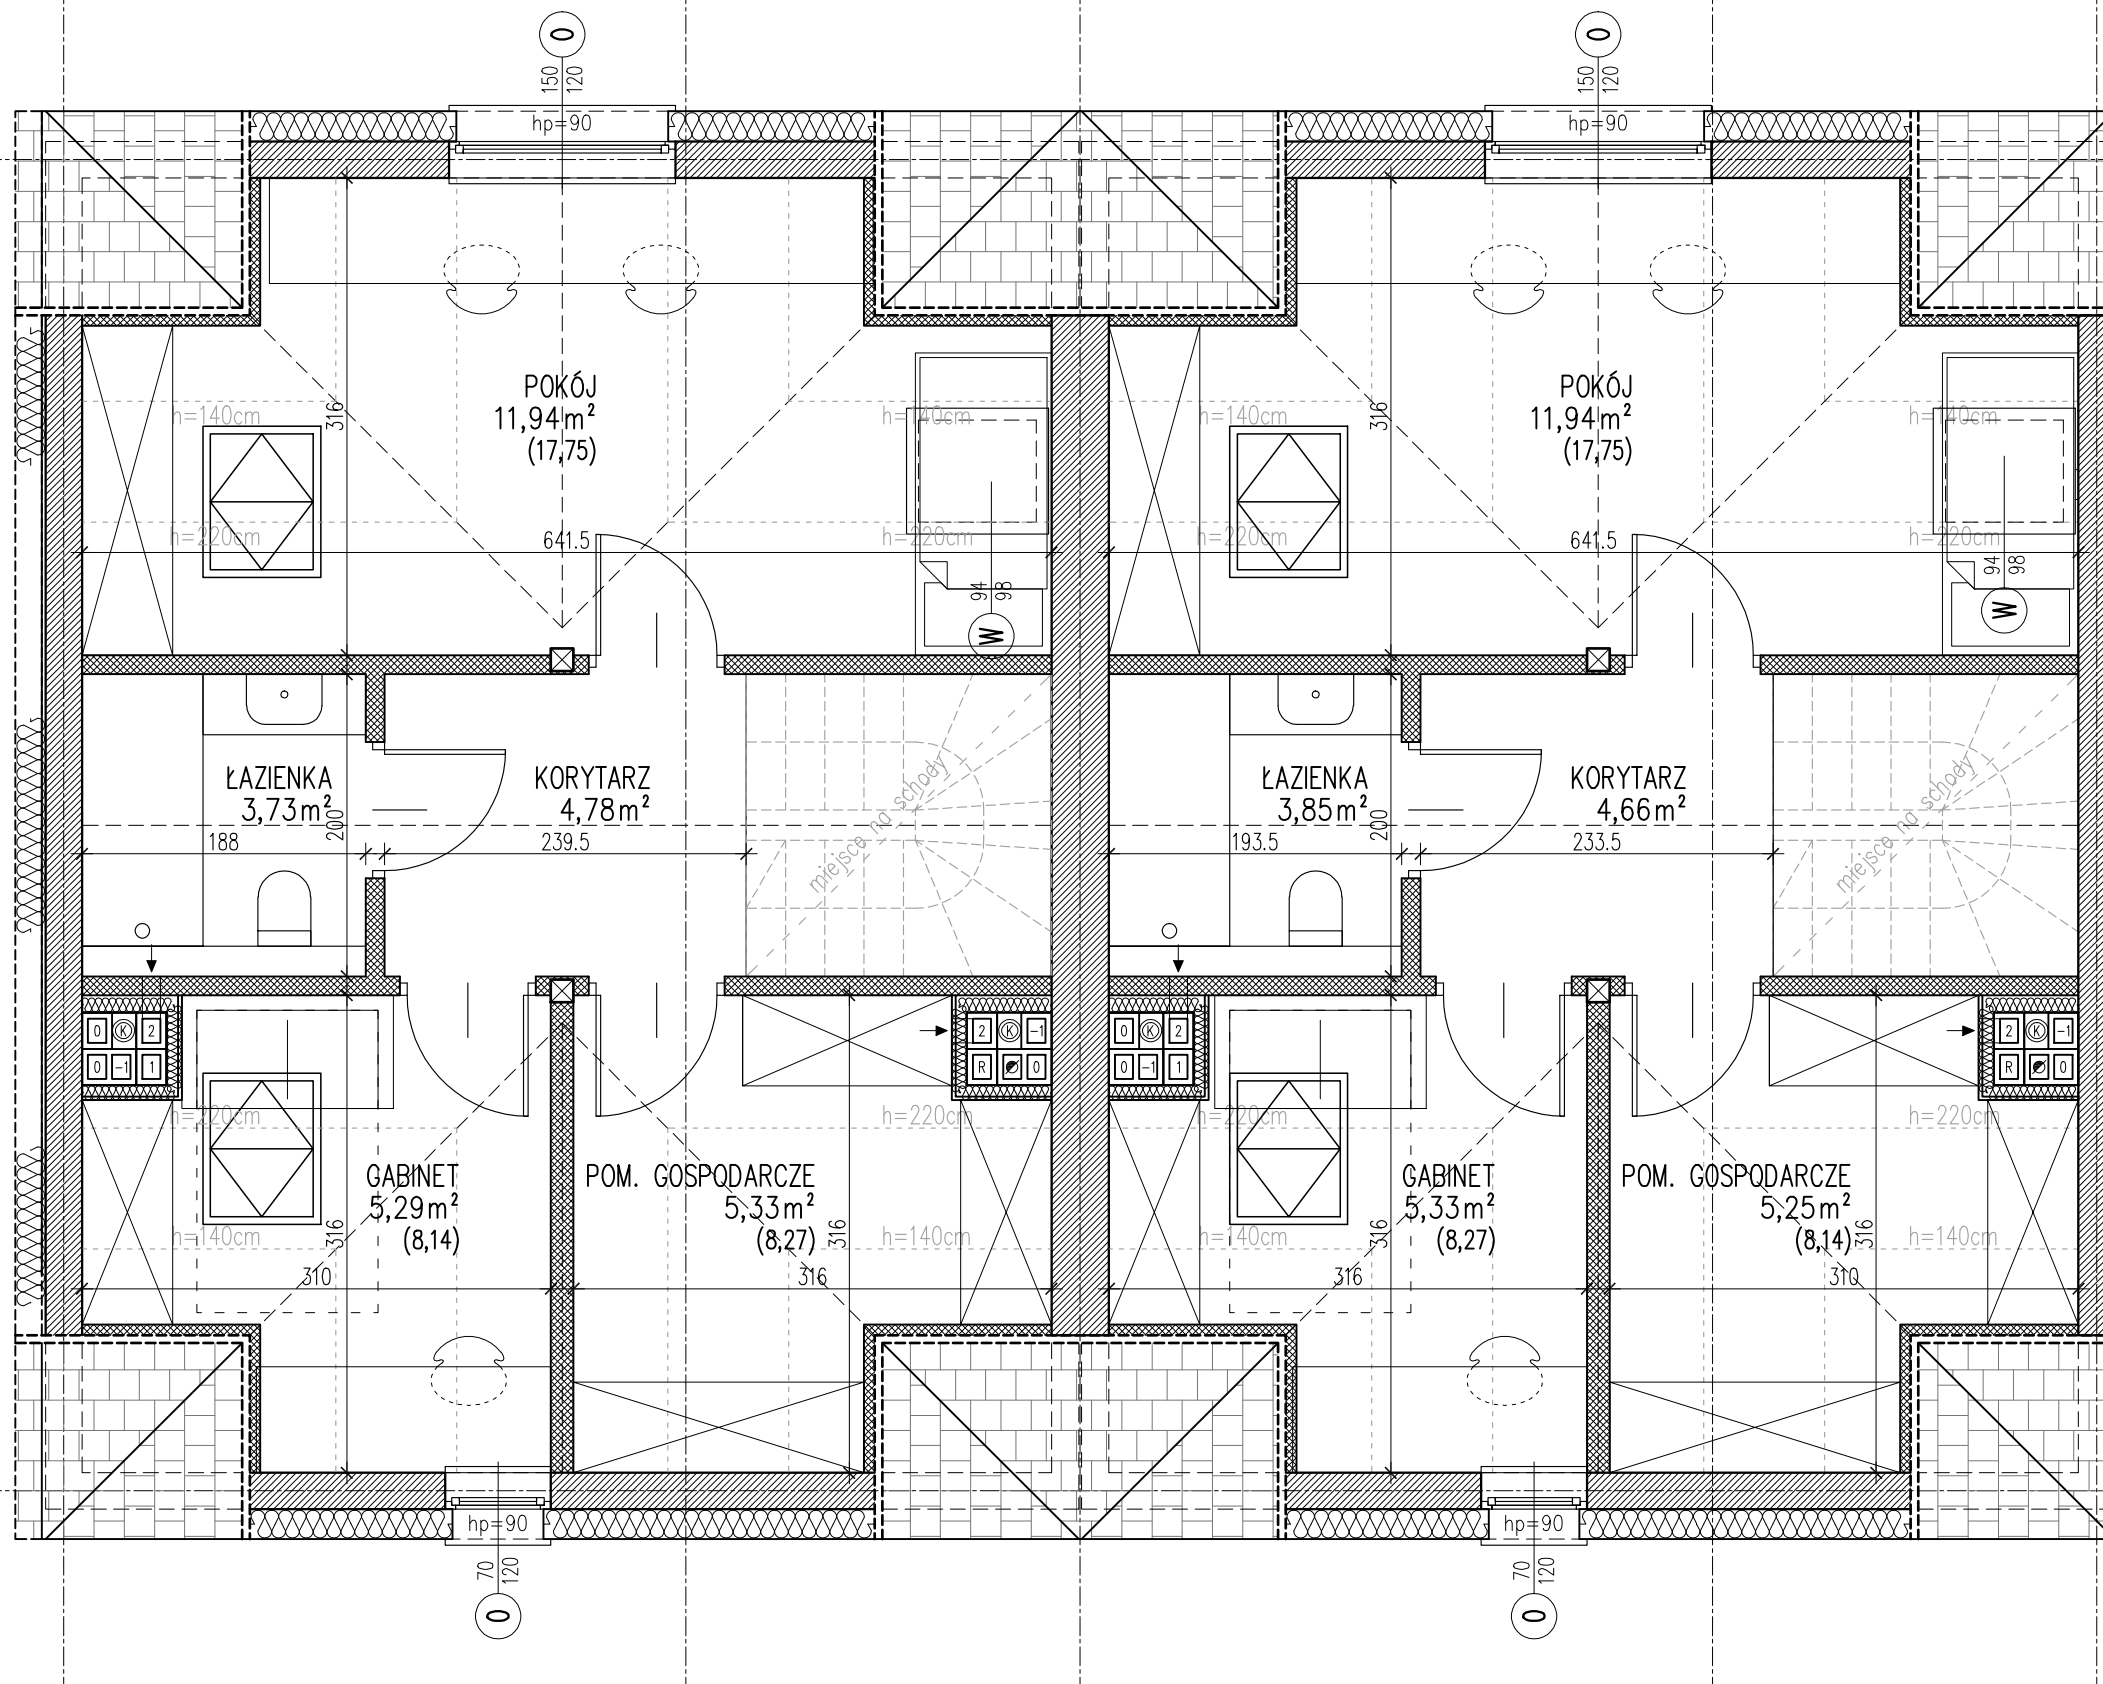 O
150
120
hp=90
O
150
120
hp=90
POKÓJ
11,94m²
(17,75)
316
h=140cm
h=140cm
h=220cm
h=220cm
641.5
94
98
W
POKÓJ
11,94m²
(17,75)
316
h=140cm
h=140cm
h=220cm
h=220cm
641.5
94
98
W
ŁAZIENKA
3,73m²
188
200
KORYTARZ
4,78m²
239.5
miejsce na schody
ŁAZIENKA
3,85m²
193.5
200
KORYTARZ
4,66m²
233.5
miejsce na schody
0 K 2
0 -1 1
2 K -1
R 0
0 K 2
0 -1 1
2 K -1
R 0
h=220cm
h=220cm
h=220cm
h=220cm
GABINET
5,29m²
(8,14)
316
310
h=140cm
POM. GOSPODARCZE
5,33m²
(8,27)
316
316
h=140cm
GABINET
5,33m²
(8,27)
316
316
h=140cm
POM. GOSPODARCZE
5,25m²
(8,14)
316
310
h=140cm
hp=90
70
120
O
hp=90
70
120
O